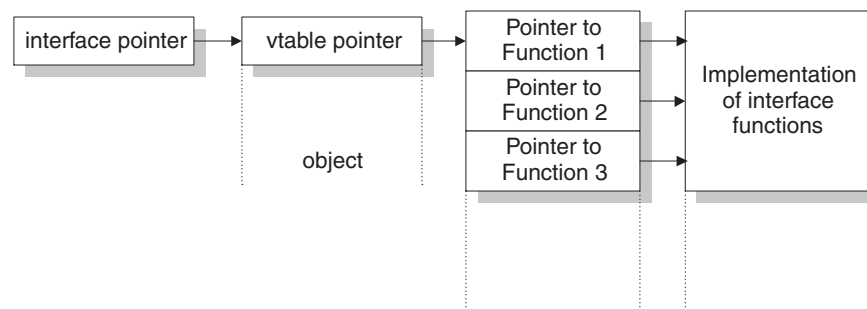 interface pointer
vtable pointer
object
Pointer to
Function 1
Pointer to
Function 2
Pointer to
Function 3
Implementation
of interface
functions